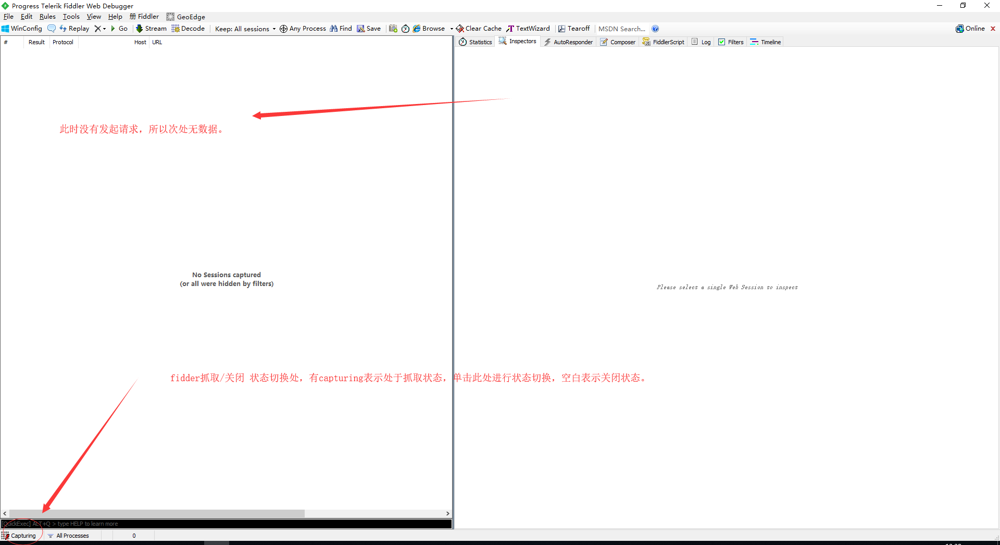 Progress Telerik Fiddler Web Debugger
File Edit Rules Tools View Help Fiddler GeoEdge
WinConfig Replay Go Stream Decode Keep: All sessions Any Process Find Save Browse Clear Cache TextWizard Tearoff MSDN Search... Online
# Result Protocol Host URL
Statistics Inspectors AutoResponder Composer FiddlerScript Log Filters Timeline
此时没有发起请求，所以次处无数据。
No Sessions captured
(or all were hidden by filters)
Please select a single Web Session to inspect
fidder抓取/关闭 状态切换处，有capturing表示处于抓取状态，单击此处进行状态切换，空白表示关闭状态。
[QuickExec] ALT+Q > type HELP to learn more
Capturing All Processes 0